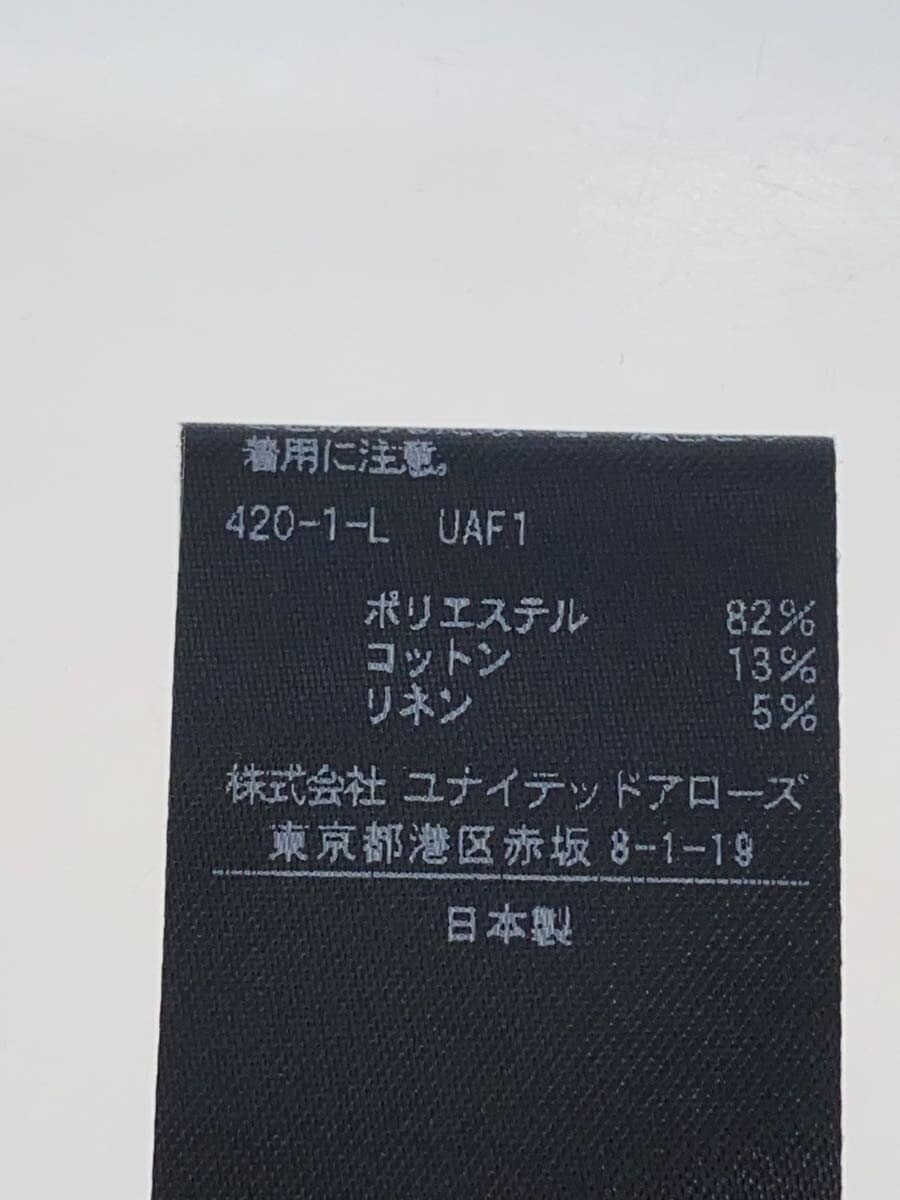 着用に注意。
420-1-L UAF1
ポリエステル 82%
コットン 13%
リネン 5%
株式会社 ユナイテッドアローズ
東京都港区赤坂 8-1-19
日本製